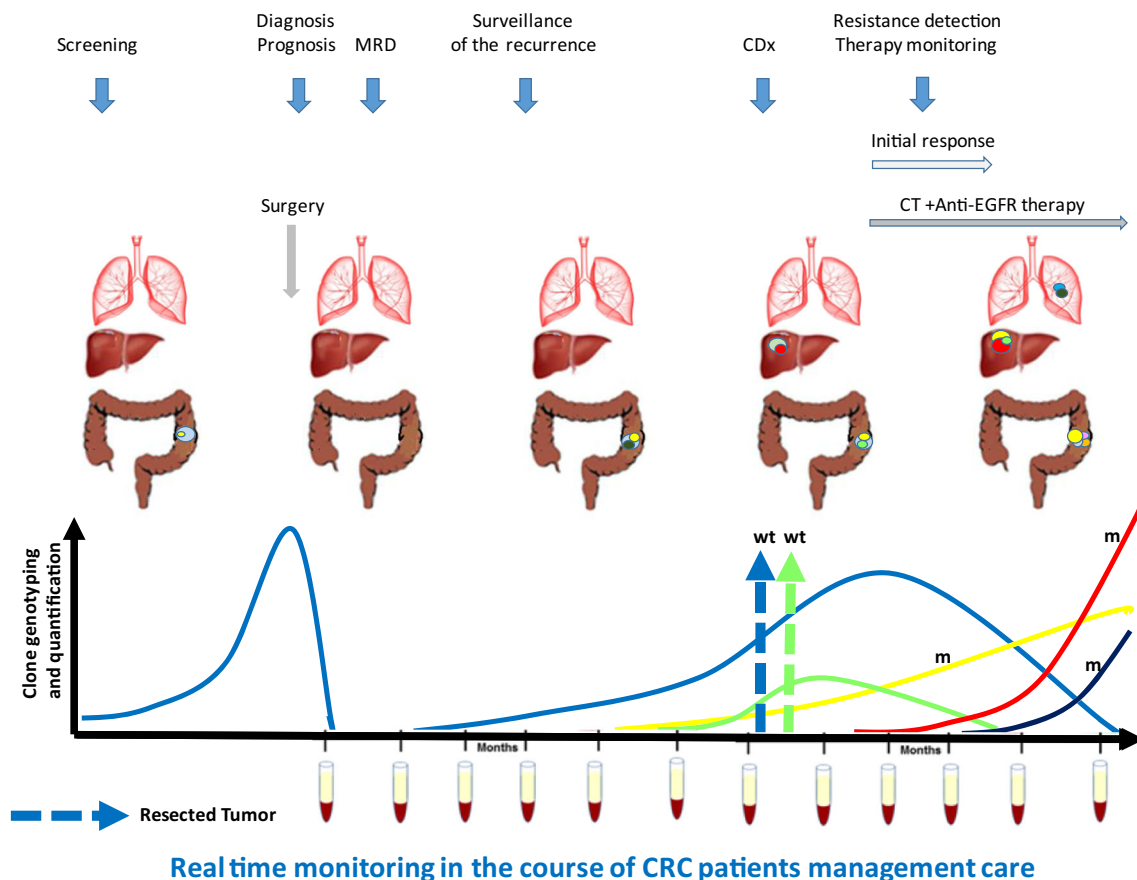 Screening
Diagnosis
Prognosis
MRD
Surveillance
of the recurrence
CDx
Resistance detection
Therapy monitoring
Initial response
Surgery
CT +Anti-EGFR therapy
Clone genotyping
and quantification
wt
wt
m
m
m
Months
Months
Resected Tumor
Real time monitoring in the course of CRC patients management care